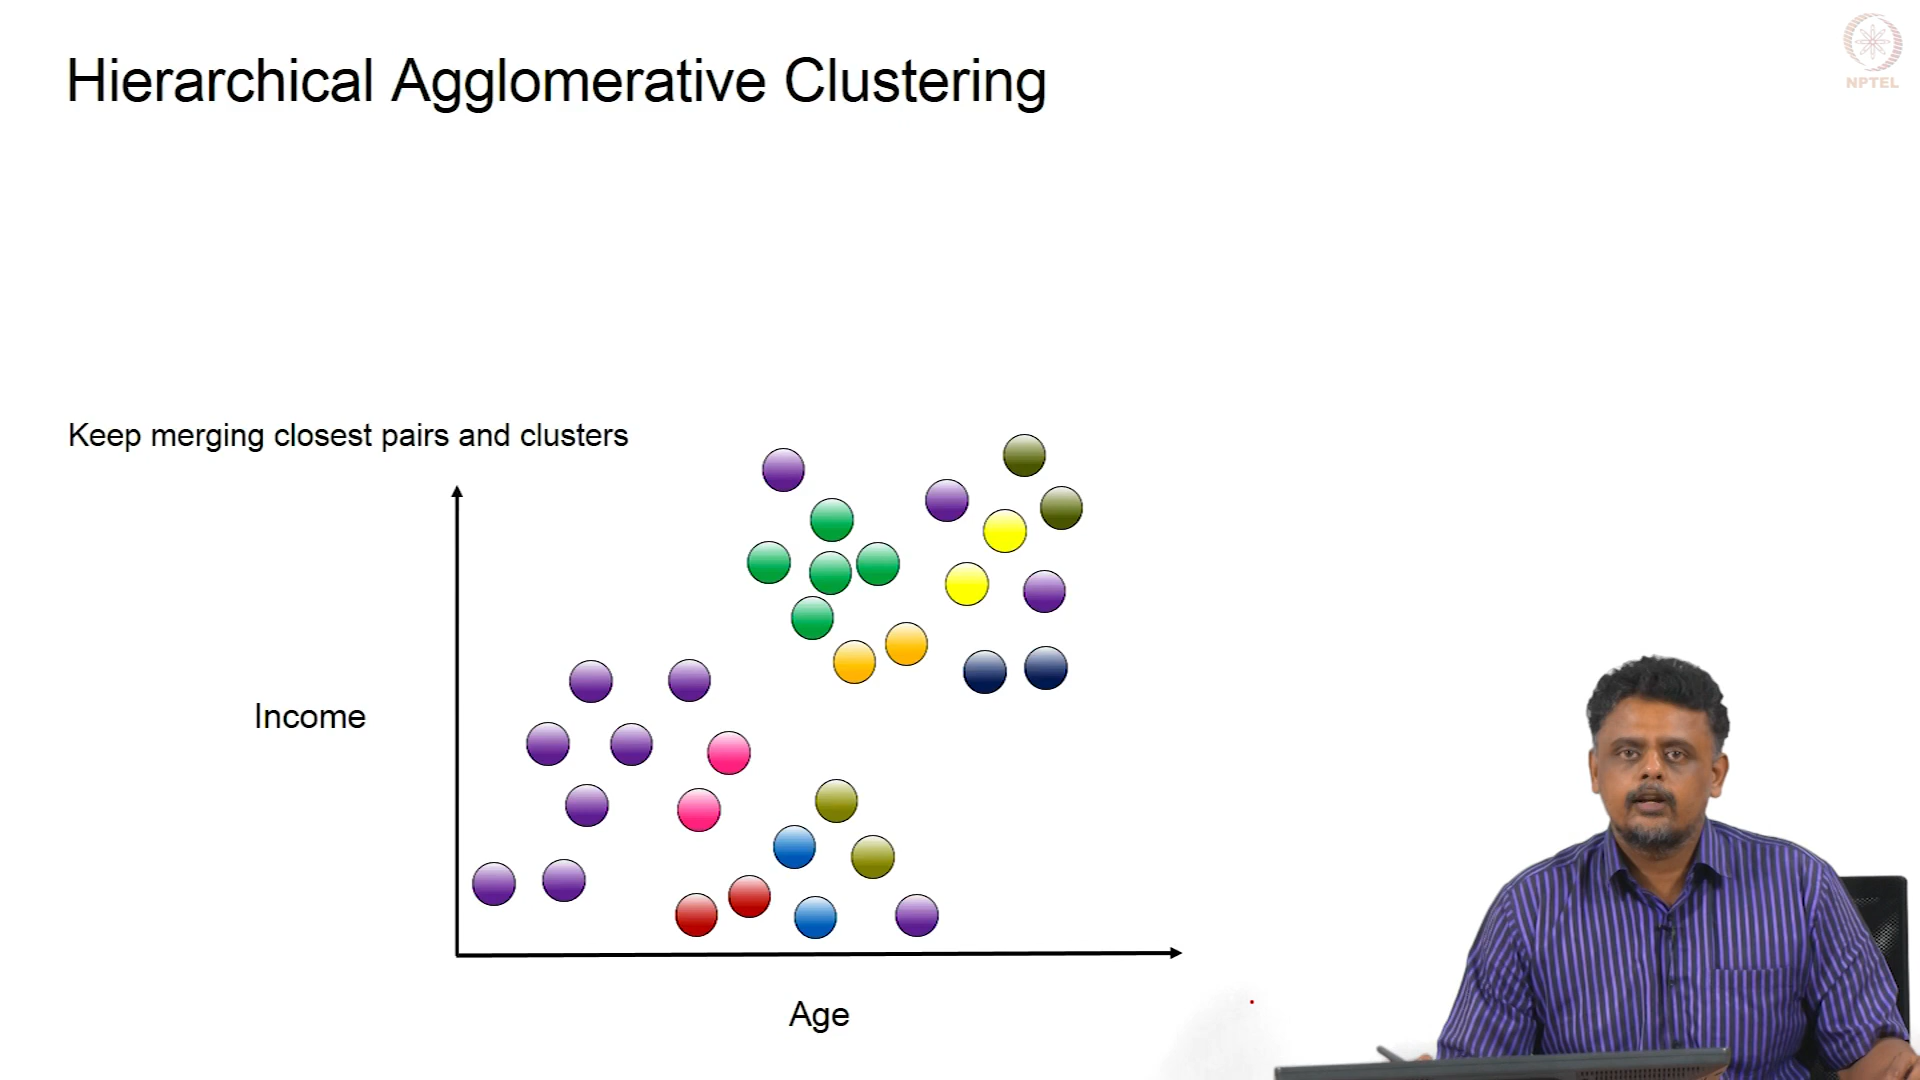 Hierarchical Agglomerative Clustering
NPTEL
Keep merging closest pairs and clusters
Income
Age